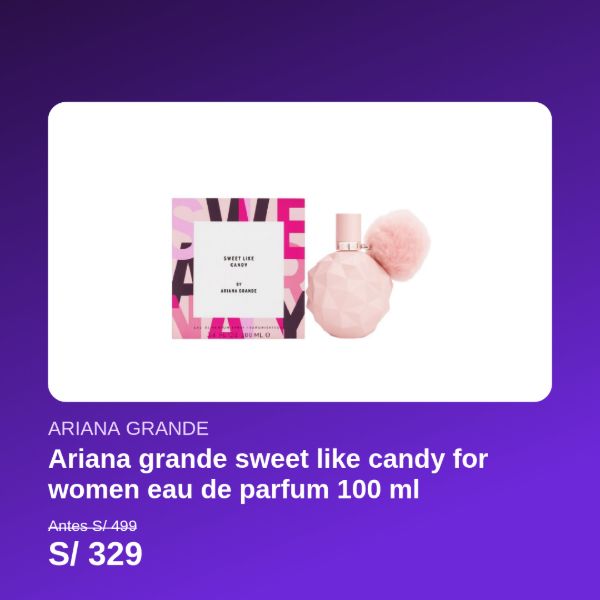 SWEET LIKE
CANDY
BY
ARIANA GRANDE
ARIANA GRANDE
Ariana grande sweet like candy for
women eau de parfum 100 ml
Antes S/ 499
S/ 329